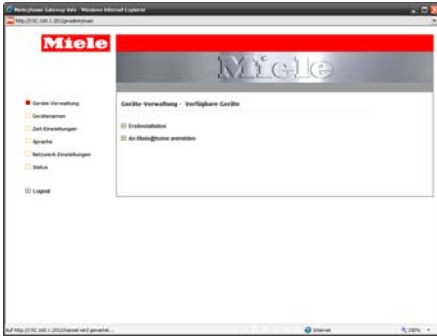 Miele@home Gateway Info - Windows Internet Explorer
Miele
Miele
Geräte-Verwaltung
Gerätenamen
Zeit-Einstellungen
Sprache
Netzwerk-Einstellungen
Status
Logout
Geräte-Verwaltung - Verfügbare Geräte
Erstinstallation
An Miele@home anmelden
Internet
100%